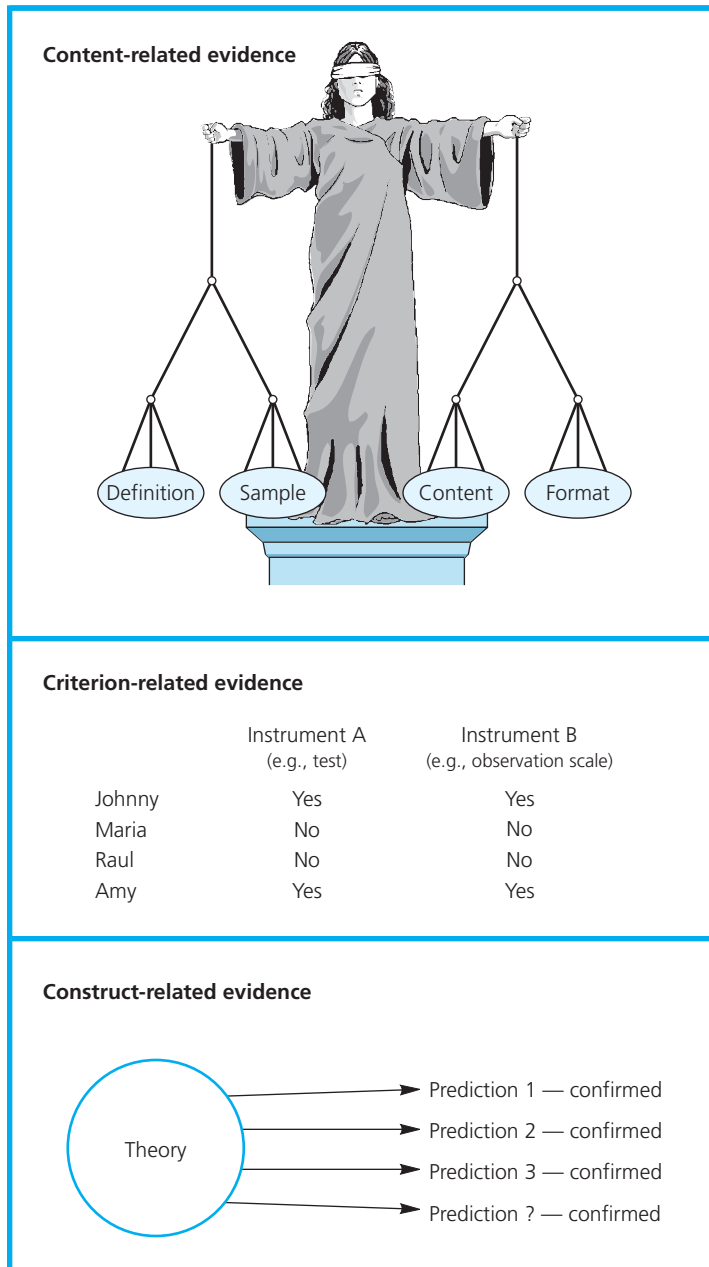 Content-related evidence
Definition Sample Content Format
Criterion-related evidence
Instrument A Instrument B
(e.g., test) (e.g., observation scale)
Johnny Yes Yes
Maria No No
Raul No No
Amy Yes Yes
Construct-related evidence
Theory
Prediction 1 — confirmed
Prediction 2 — confirmed
Prediction 3 — confirmed
Prediction ? — confirmed